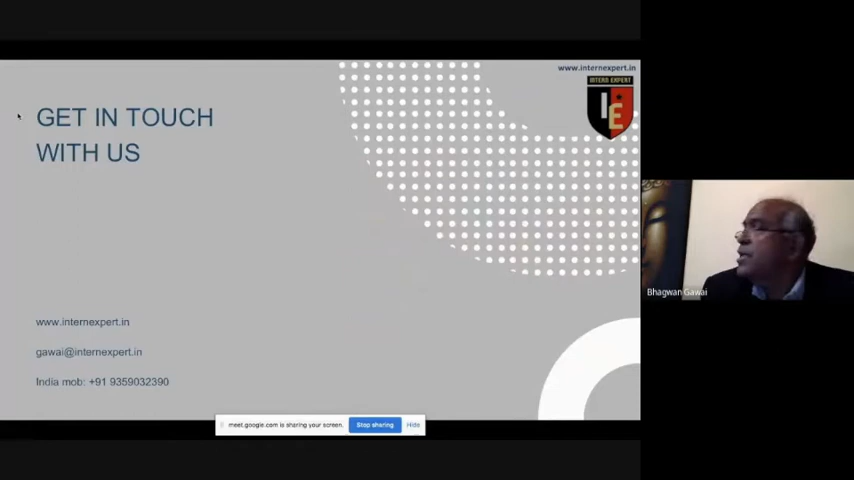 www.internexpert.in
INTERN EXPERT
IE
GET IN TOUCH
WITH US
www.internexpert.in
gawai@internexpert.in
India mob: +91 9359032390
Bhagwan Gawai
meet.google.com is sharing your screen.
Stop sharing
Hide